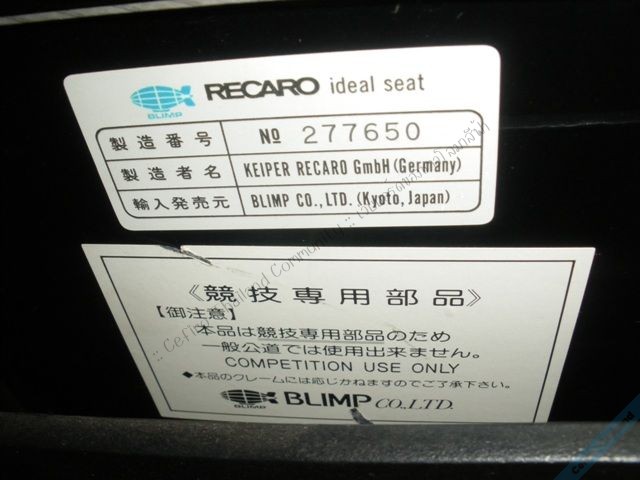 BLIMP
RECARO ideal seat
製造番号 No 277650
製造者名 KEIPER RECARO GmbH (Germany)
輸入発売元 BLIMP CO., LTD. (Kyoto, Japan)
《競技専用部品》
【御注意】
本品は競技専用部品のため
一般公道では使用出来ません。
COMPETITION USE ONLY
◆本品のクレームには応じかねますのでご了承下さい。
BLIMP
BLIMP CO.,LTD.
:: Cefiro Thailand Community ::